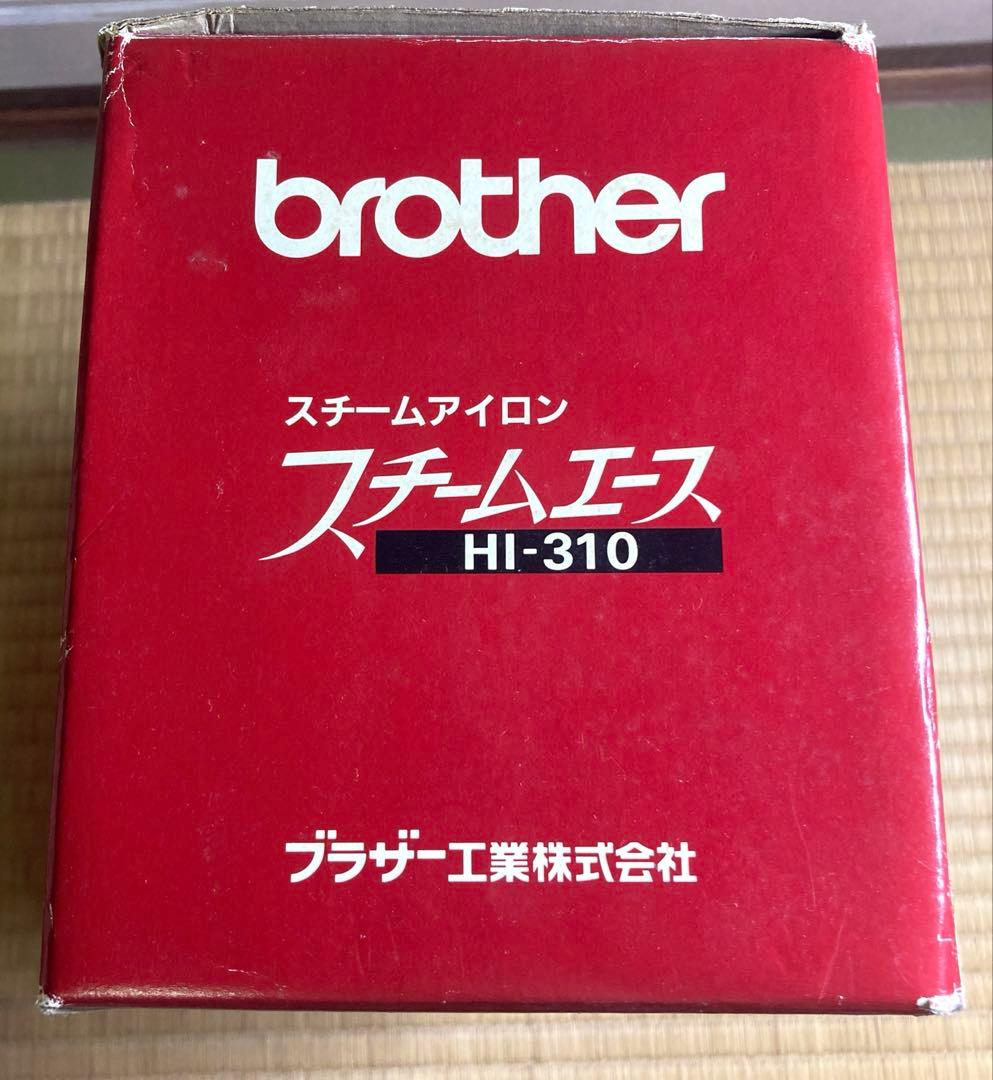 brother
スチームアイロン
スチームエース
HI-310
ブラザー工業株式会社